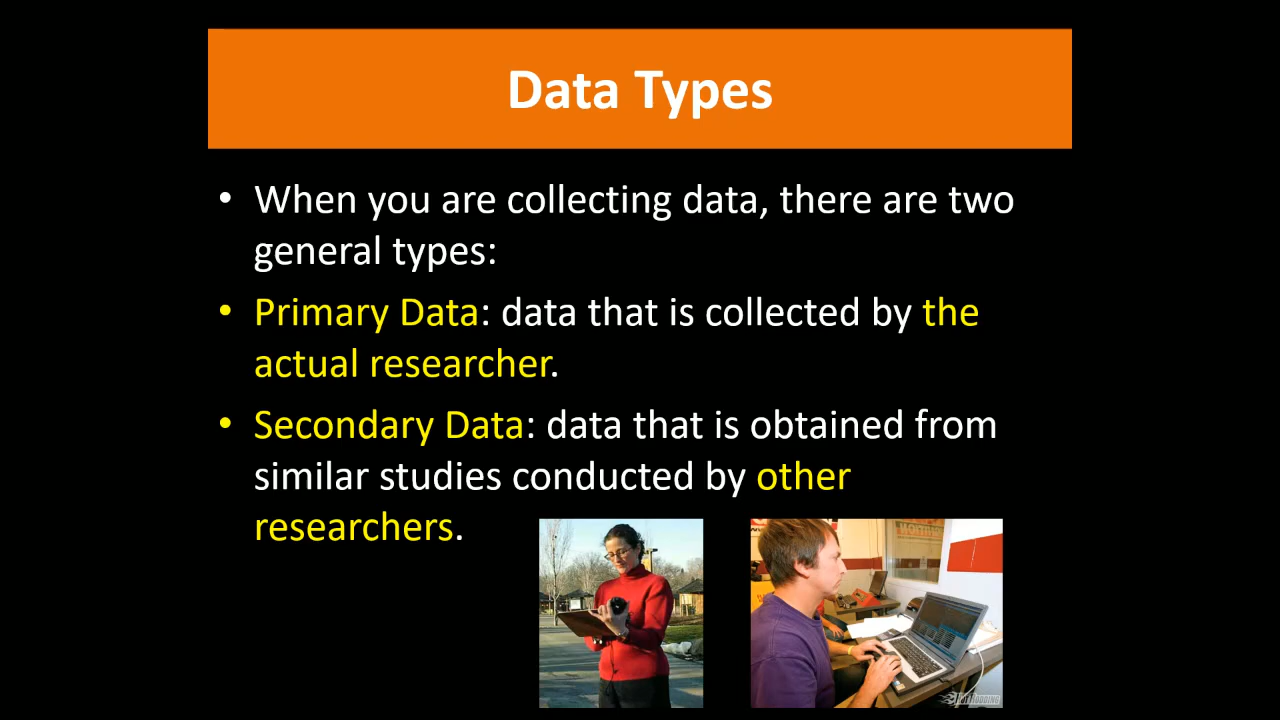 Data Types
• When you are collecting data, there are two
general types:
• Primary Data: data that is collected by the
actual researcher.
• Secondary Data: data that is obtained from
similar studies conducted by other
researchers.